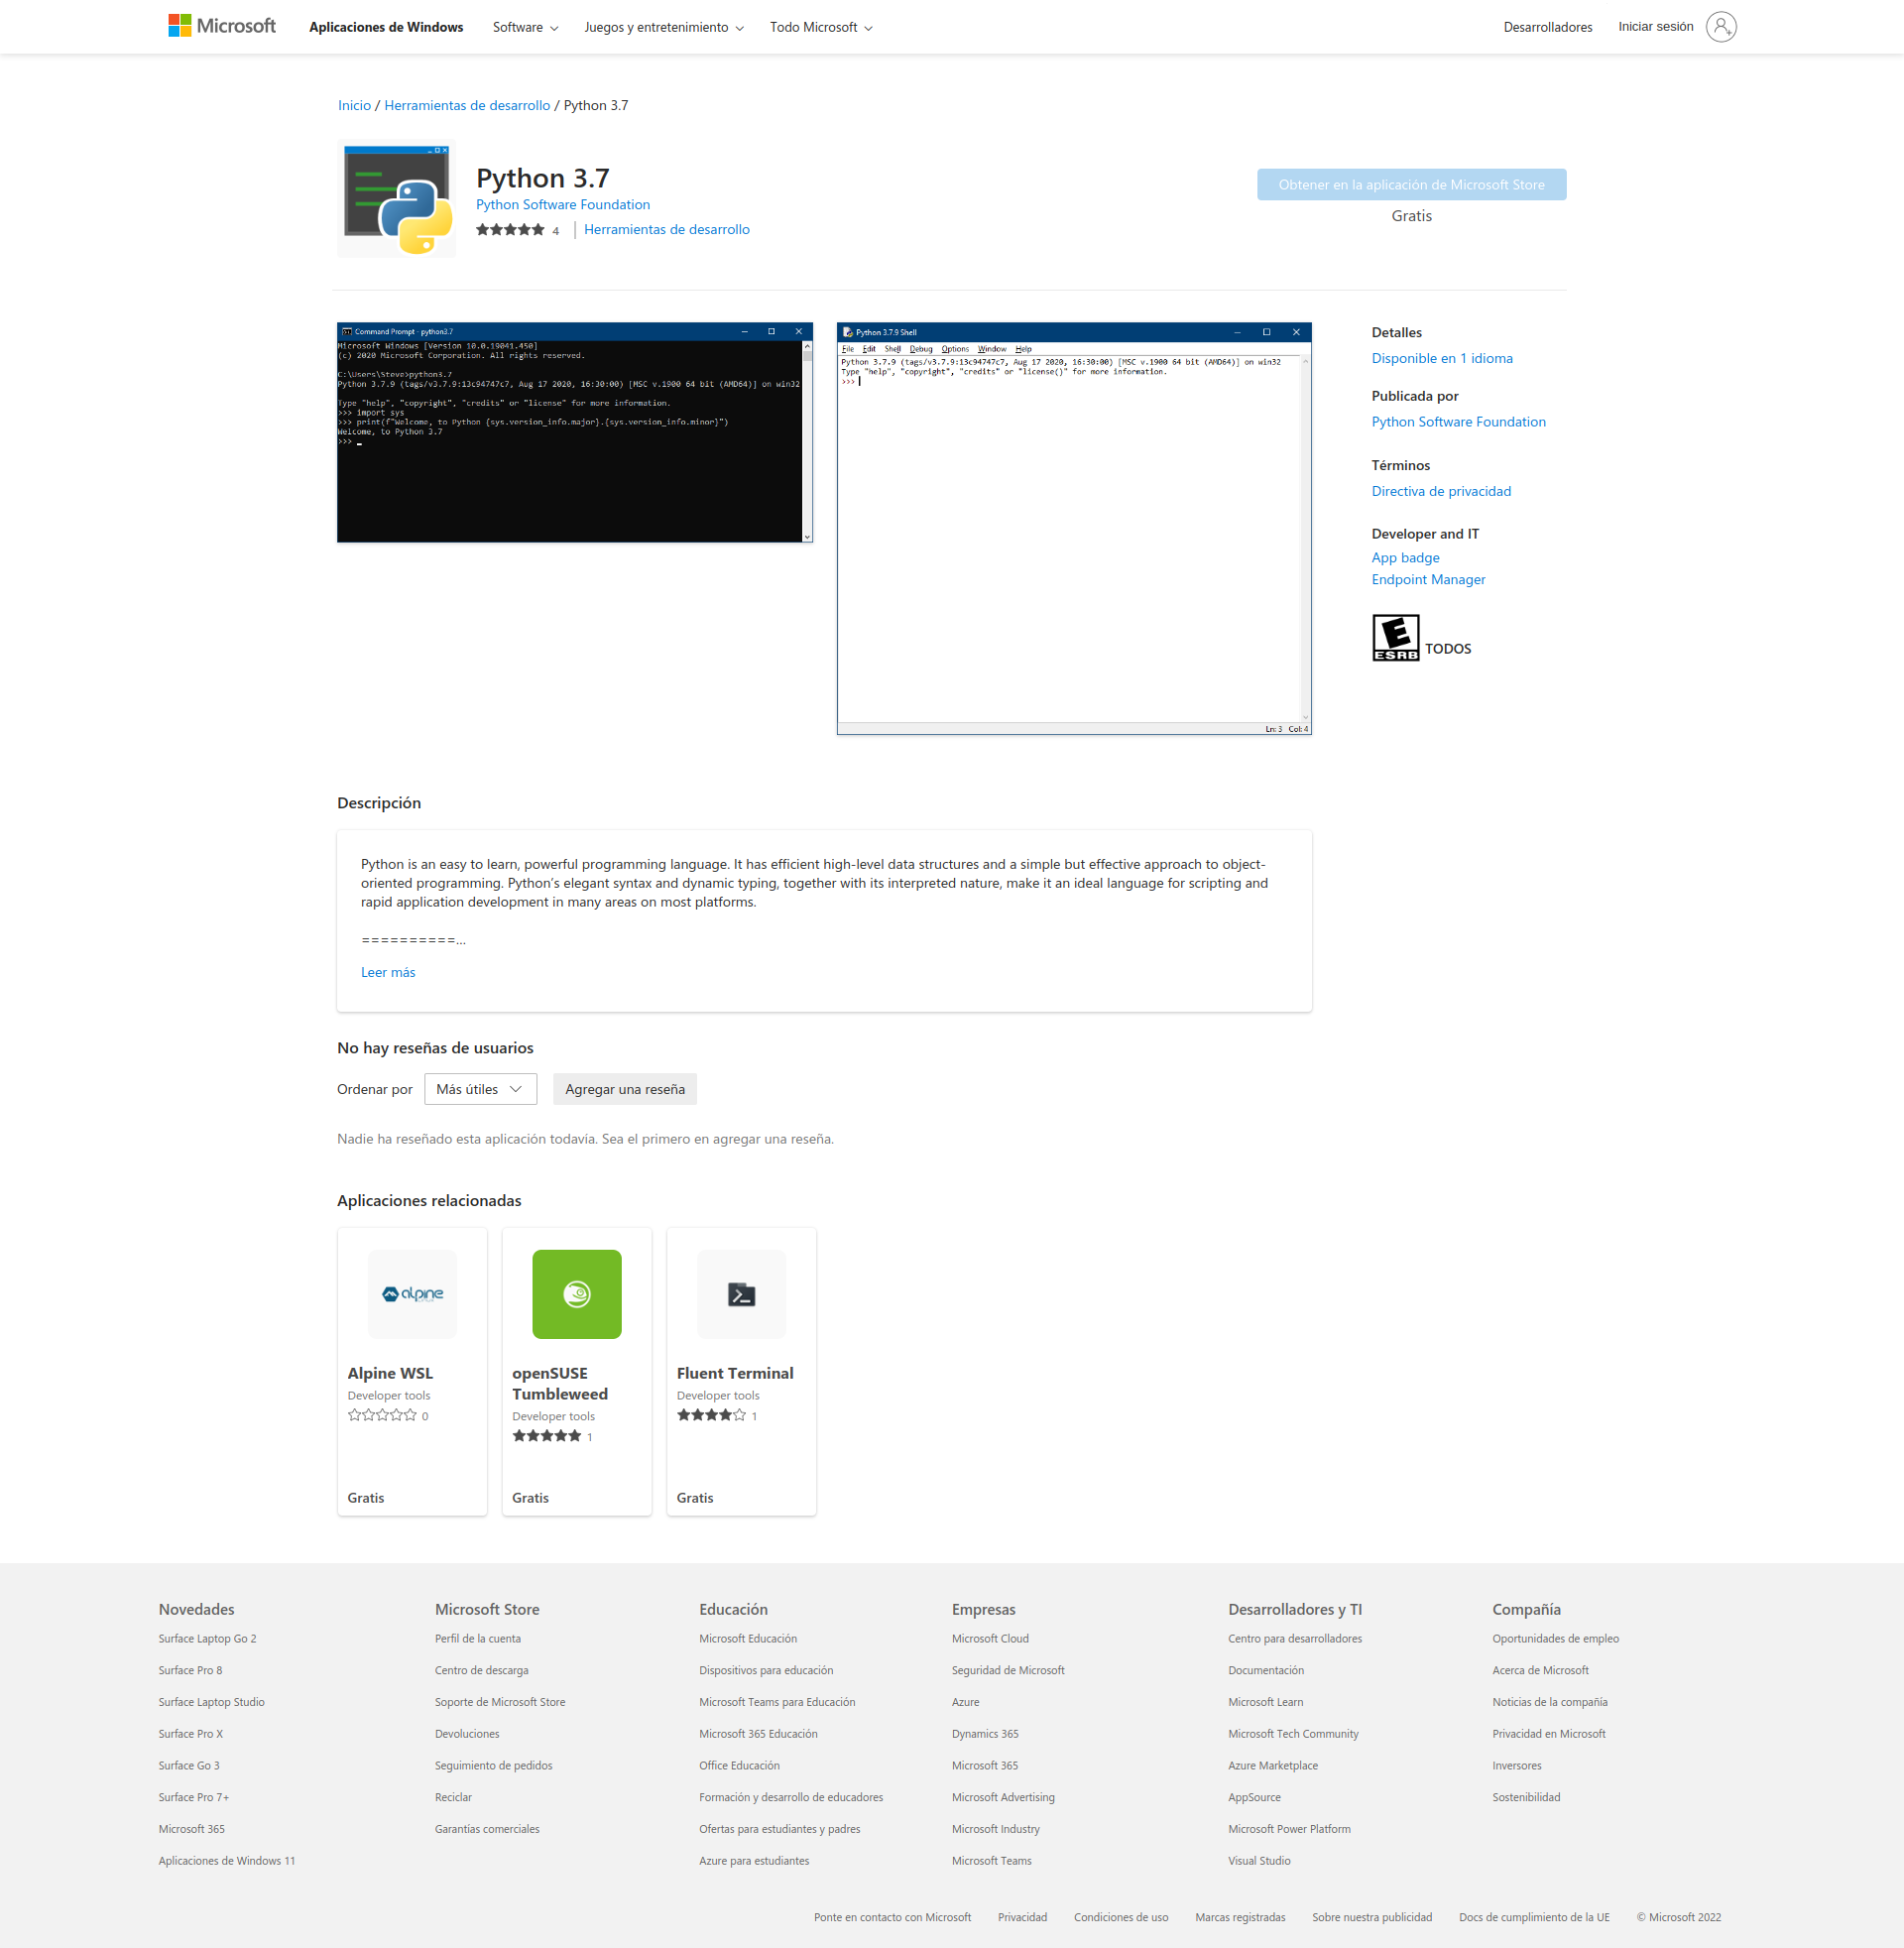 Microsoft
Aplicaciones de Windows
Software
Juegos y entretenimiento
Todo Microsoft
Desarrolladores
Iniciar sesión
Inicio / Herramientas de desarrollo / Python 3.7
Python 3.7
Python Software Foundation
4
Herramientas de desarrollo
Obtener en la aplicación de Microsoft Store
Gratis
Command Prompt - python3.7
Microsoft Windows [Version 10.0.19041.450]
(c) 2020 Microsoft Corporation. All rights reserved.
C:\Users\Steve>python3.7
Python 3.7.9 (tags/v3.7.9:13c94747c7, Aug 17 2020, 16:30:00) [MSC v.1900 64 bit (AMD64)] on win32
Type "help", "copyright", "credits" or "license" for more information.
>>> import sys
>>> print(f"Welcome, to Python {sys.version_info.major}.{sys.version_info.minor}")
Welcome, to Python 3.7
>>>
Python 3.7.9 Shell
File Edit Shell Debug Options Window Help
Python 3.7.9 (tags/v3.7.9:13c94747c7, Aug 17 2020, 16:30:00) [MSC v.1900 64 bit (AMD64)] on win32
Type "help", "copyright", "credits" or "license()" for more information.
>>>
Ln: 3 Col: 4
Detalles
Disponible en 1 idioma
Publicada por
Python Software Foundation
Términos
Directiva de privacidad
Developer and IT
App badge
Endpoint Manager
E
ESRB
TODOS
Descripción
Python is an easy to learn, powerful programming language. It has efficient high-level data structures and a simple but effective approach to object-
oriented programming. Python’s elegant syntax and dynamic typing, together with its interpreted nature, make it an ideal language for scripting and
rapid application development in many areas on most platforms.
==========...
Leer más
No hay reseñas de usuarios
Ordenar por
Más útiles
Agregar una reseña
Nadie ha reseñado esta aplicación todavía. Sea el primero en agregar una reseña.
Aplicaciones relacionadas
alpine
Alpine WSL
Developer tools
0
Gratis
openSUSE
Tumbleweed
Developer tools
1
Gratis
Fluent Terminal
Developer tools
1
Gratis
Novedades
Surface Laptop Go 2
Surface Pro 8
Surface Laptop Studio
Surface Pro X
Surface Go 3
Surface Pro 7+
Microsoft 365
Aplicaciones de Windows 11
Microsoft Store
Perfil de la cuenta
Centro de descarga
Soporte de Microsoft Store
Devoluciones
Seguimiento de pedidos
Reciclar
Garantías comerciales
Educación
Microsoft Educación
Dispositivos para educación
Microsoft Teams para Educación
Microsoft 365 Educación
Office Educación
Formación y desarrollo de educadores
Ofertas para estudiantes y padres
Azure para estudiantes
Empresas
Microsoft Cloud
Seguridad de Microsoft
Azure
Dynamics 365
Microsoft 365
Microsoft Advertising
Microsoft Industry
Microsoft Teams
Desarrolladores y TI
Centro para desarrolladores
Documentación
Microsoft Learn
Microsoft Tech Community
Azure Marketplace
AppSource
Microsoft Power Platform
Visual Studio
Compañía
Oportunidades de empleo
Acerca de Microsoft
Noticias de la compañía
Privacidad en Microsoft
Inversores
Sostenibilidad
Ponte en contacto con Microsoft
Privacidad
Condiciones de uso
Marcas registradas
Sobre nuestra publicidad
Docs de cumplimiento de la UE
© Microsoft 2022